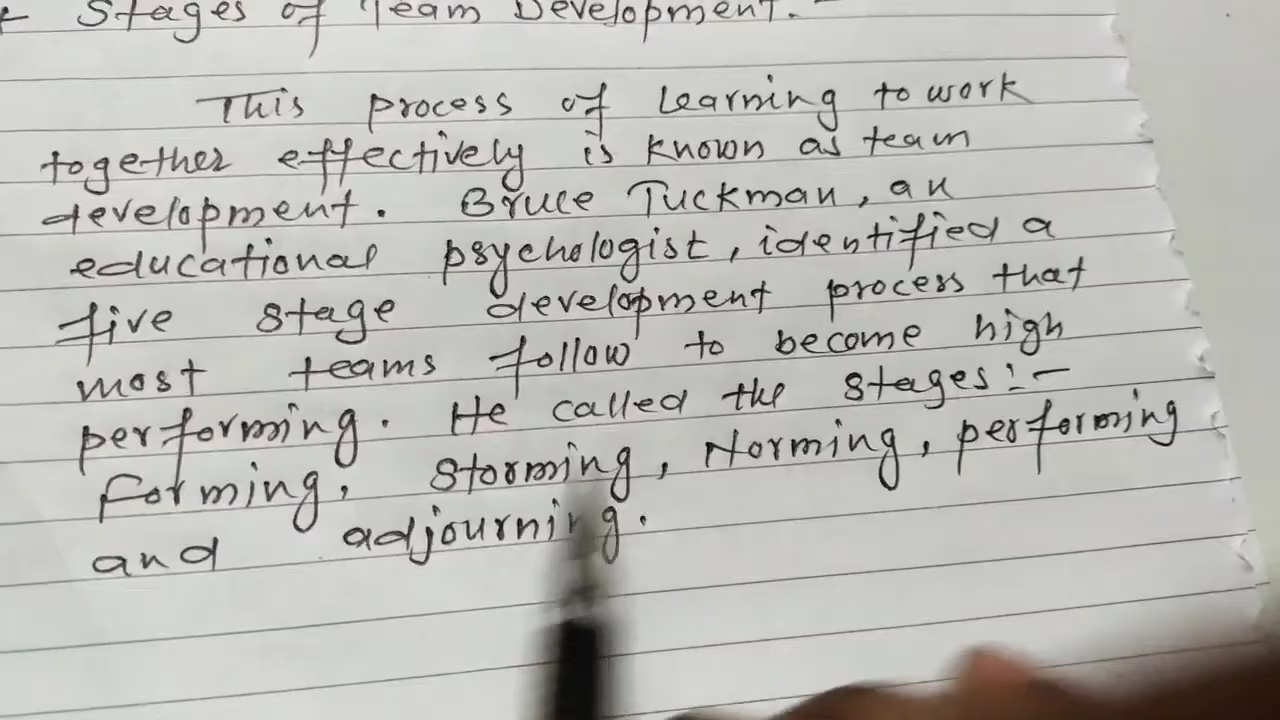 Stages of Team Development.
This process of learning to work
together effectively is known as team
development. Bruce Tuckman, an
educational psychologist, identified a
five stage development process that
most teams follow to become high
performing. He called the stages:-
Forming, Storming, Norming, performing
and adjourning.